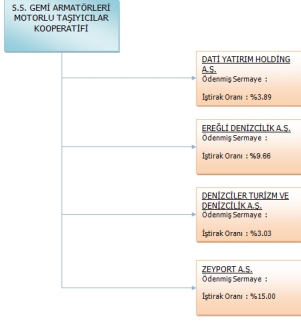 S.S. GEMİ ARMATÖRLERİ
MOTORLU TAŞIYICILAR
KOOPERATİFİ
DATİ YATIRIM HOLDİNG
A.Ş.
Ödenmiş Sermaye :
İştirak Oranı : %3.89
EREĞLİ DENİZCİLİK A.Ş.
Ödenmiş Sermaye :
İştirak Oranı : %9.66
DENİZCİLER TURİZM VE
DENİZCİLİK A.Ş.
Ödenmiş Sermaye :
İştirak Oranı : %3.03
ZEYPORT A.Ş.
Ödenmiş Sermaye :
İştirak Oranı : %15.00